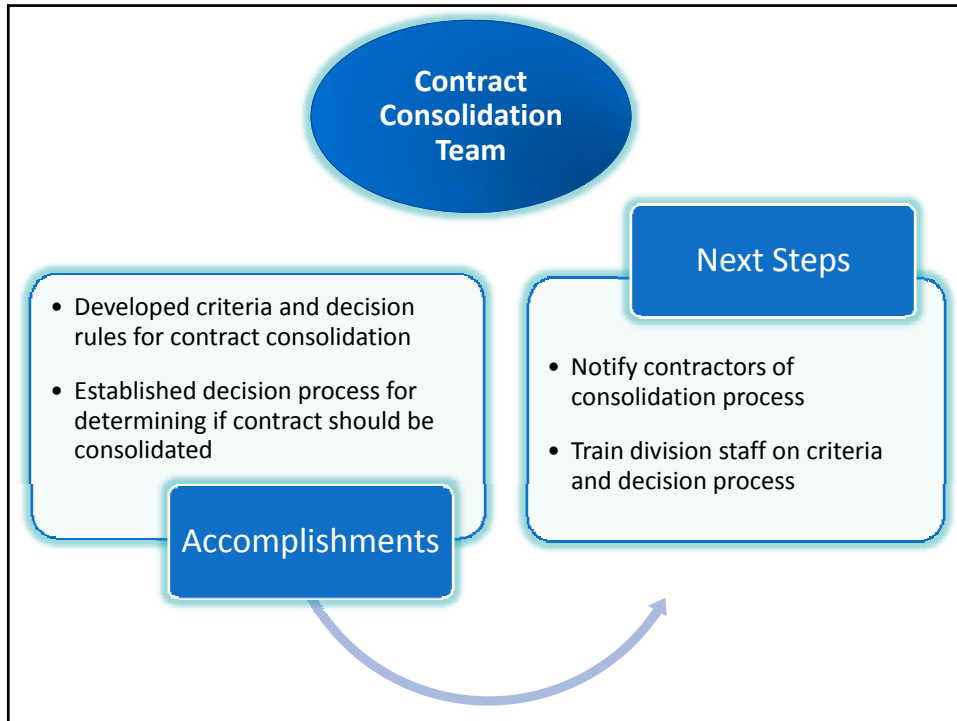 Contract
Consolidation
Team
• Developed criteria and decision
rules for contract consolidation
• Established decision process for
determining if contract should be
consolidated
Accomplishments
Next Steps
• Notify contractors of
consolidation process
• Train division staff on criteria
and decision process